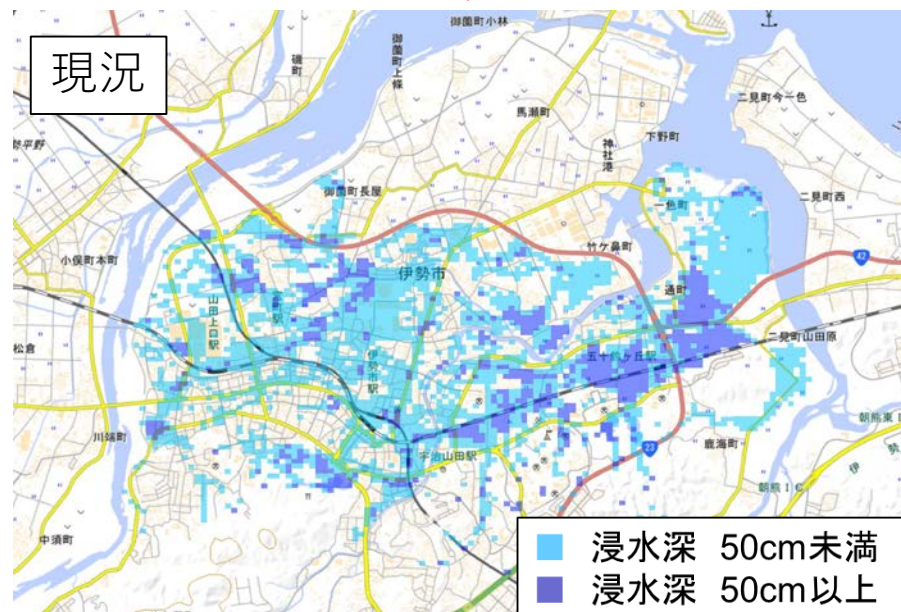 現況
御薗町小林
磯町
御薗町上條
馬瀬町
二見町今一色
下野町
神社港
勢平野
御薗町長屋
一色町
二見町西
竹ケ鼻町
小俣町本町
伊勢市
42
通町
山田上口駅
二見町山田原
松倉
伊勢市駅
五十鈴ヶ丘駅
朝熊東
川端町
宇治山田駅
鹿海町
23
伊勢
朝熊IC
中須町
浸水深 50cm未満
浸水深 50cm以上